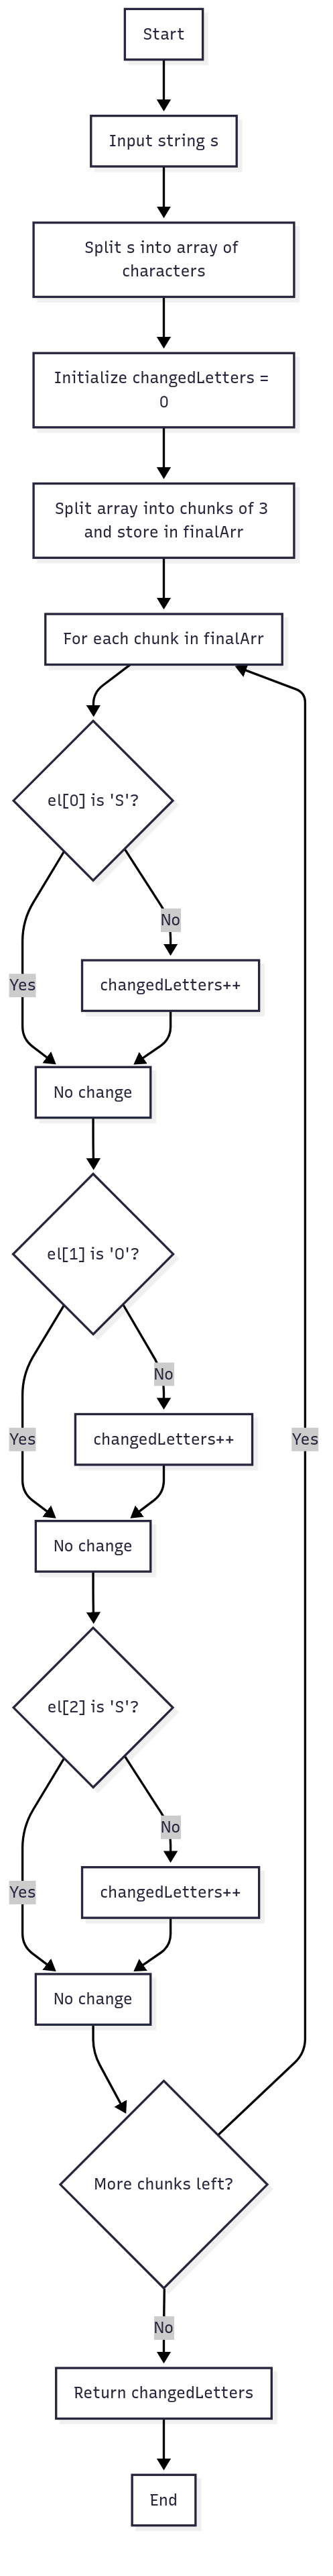 Start
Input string s
Split s into array of
characters
Initialize changedLetters =
0
Split array into chunks of 3
and store in finalArr
For each chunk in finalArr
el[0] is 'S'?
No
Yes
changedLetters++
No change
el[1] is 'O'?
No
Yes
changedLetters++
Yes
No change
el[2] is 'S'?
No
Yes
changedLetters++
No change
More chunks left?
No
Return changedLetters
End